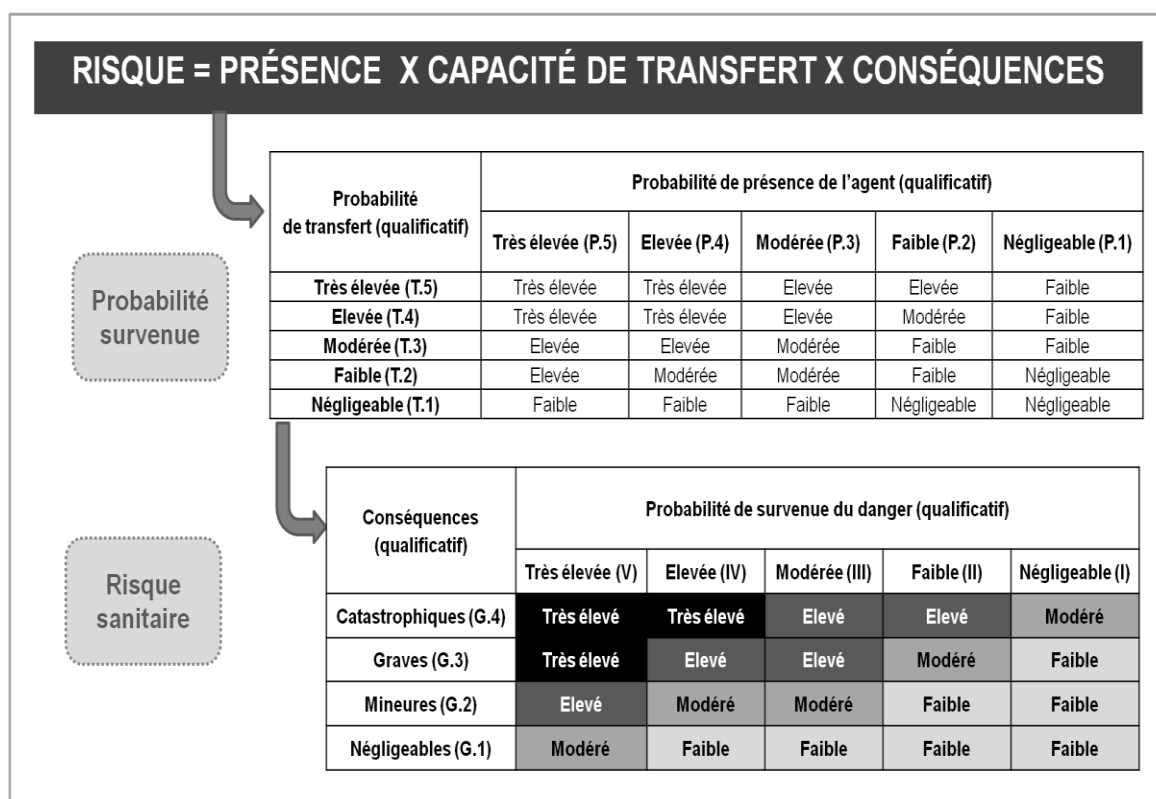 RISQUE = PRÉSENCE X CAPACITÉ DE TRANSFERT X CONSÉQUENCES
Probabilité survenue
Probabilité de transfert (qualificatif) Probabilité de présence de l'agent (qualificatif)
Très élevée (P.5) Elevée (P.4) Modérée (P.3) Faible (P.2) Négligeable (P.1)
Très élevée (T.5) Très élevée Très élevée Elevée Elevée Faible
Elevée (T.4) Très élevée Très élevée Elevée Modérée Faible
Modérée (T.3) Elevée Elevée Modérée Faible Faible
Faible (T.2) Elevée Modérée Modérée Faible Négligeable
Négligeable (T.1) Faible Faible Faible Négligeable Négligeable
Risque sanitaire
Conséquences (qualificatif) Probabilité de survenue du danger (qualificatif)
Très élevée (V) Elevée (IV) Modérée (III) Faible (II) Négligeable (I)
Catastrophiques (G.4) Très élevé Très élevé Elevé Elevé Modéré
Graves (G.3) Très élevé Elevé Elevé Modéré Faible
Mineures (G.2) Elevé Modéré Modéré Faible Faible
Négligeables (G.1) Modéré Faible Faible Faible Faible